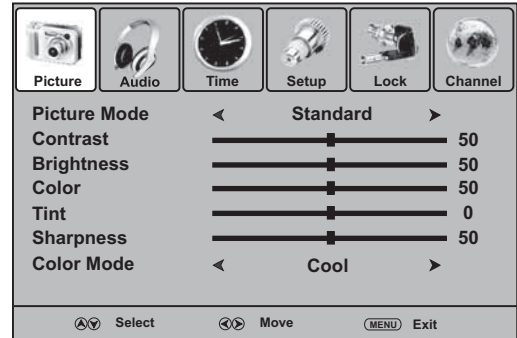 Picture Audio Time Setup Lock Channel
Picture Mode Standard
Contrast 50
Brightness 50
Color 50
Tint 0
Sharpness 50
Color Mode Cool
Select Move MENU Exit